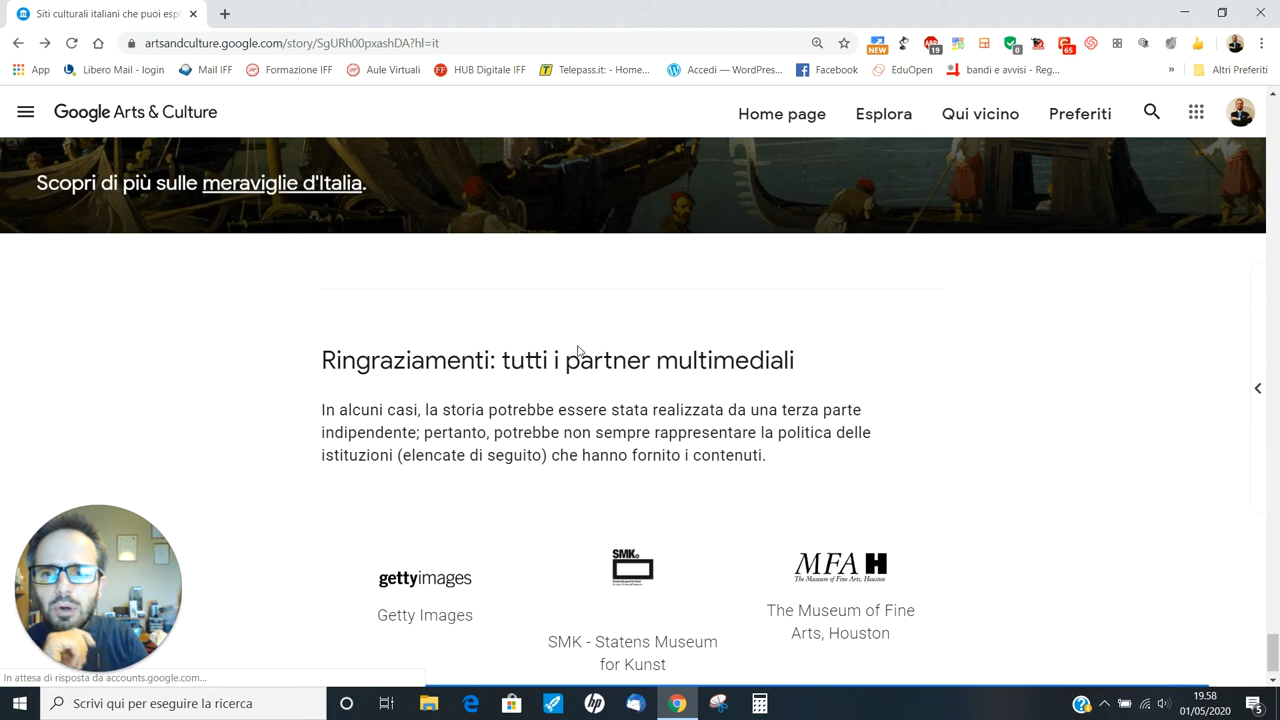 Siti culturali italiani che puoi espl
artsandculture.google.com/story/SgURh00pxashDA?hl=it
NEW
19
0
65
App
Libero Mail - login
Mail IFF
Formazione IFF
Aule Virtuali
HUB Digitale IFF
Telepass.it: - Home...
Accedi — WordPres...
Facebook
EduOpen
bandi e avvisi - Reg...
»
Altri Preferiti
Google Arts & Culture
Home page
Esplora
Qui vicino
Preferiti
Scopri di più sulle meraviglie d'Italia.
Ringraziamenti: tutti i partner multimediali
In alcuni casi, la storia potrebbe essere stata realizzata da una terza parte
indipendente; pertanto, potrebbe non sempre rappresentare la politica delle
istituzioni (elencate di seguito) che hanno fornito i contenuti.
gettyimages
SMK
MFA H
The Museum of Fine Arts, Houston
Getty Images
SMK - Statens Museum
for Kunst
The Museum of Fine
Arts, Houston
In attesa di risposta da accounts.google.com...
Scrivi qui per eseguire la ricerca
19.58
01/05/2020
5